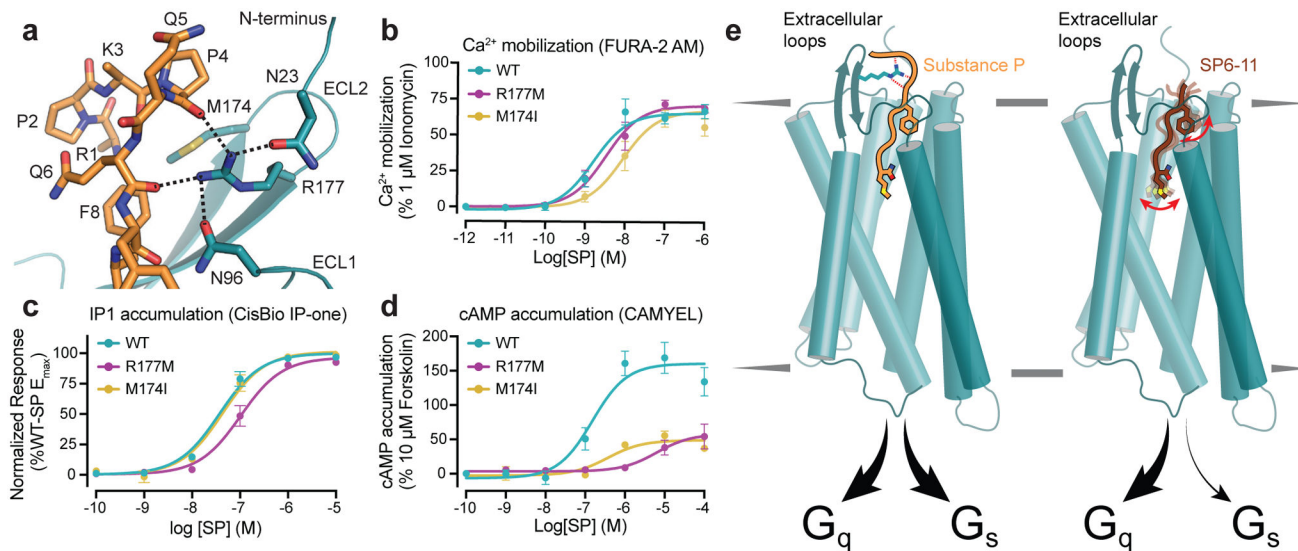 a
Q5
N-terminus
K3
P4
N23
ECL2
M174
P2
R1
Q6
R177
F8
N96
ECL1
b
Ca²⁺ mobilization (FURA-2 AM)
WT
R177M
M174I
Ca²⁺ mobilization
(% 1 µM Ionomycin)
100
75
50
25
0
-12 -11 -10 -9 -8 -7 -6
Log[SP] (M)
c
IP1 accumulation (CisBio IP-one)
WT
R177M
M174I
Normalized Response
(%WT-SP Emax)
100
75
50
25
0
-10 -9 -8 -7 -6 -5
log [SP] (M)
d
cAMP accumulation (CAMYEL)
WT
R177M
M174I
cAMP accumulation
(% 10 µM Forskolin)
200
150
100
50
0
-10 -9 -8 -7 -6 -5 -4
Log[SP] (M)
e
Extracellular
loops
Substance P
Gq
Gs
Extracellular
loops
SP6-11
Gq
Gs